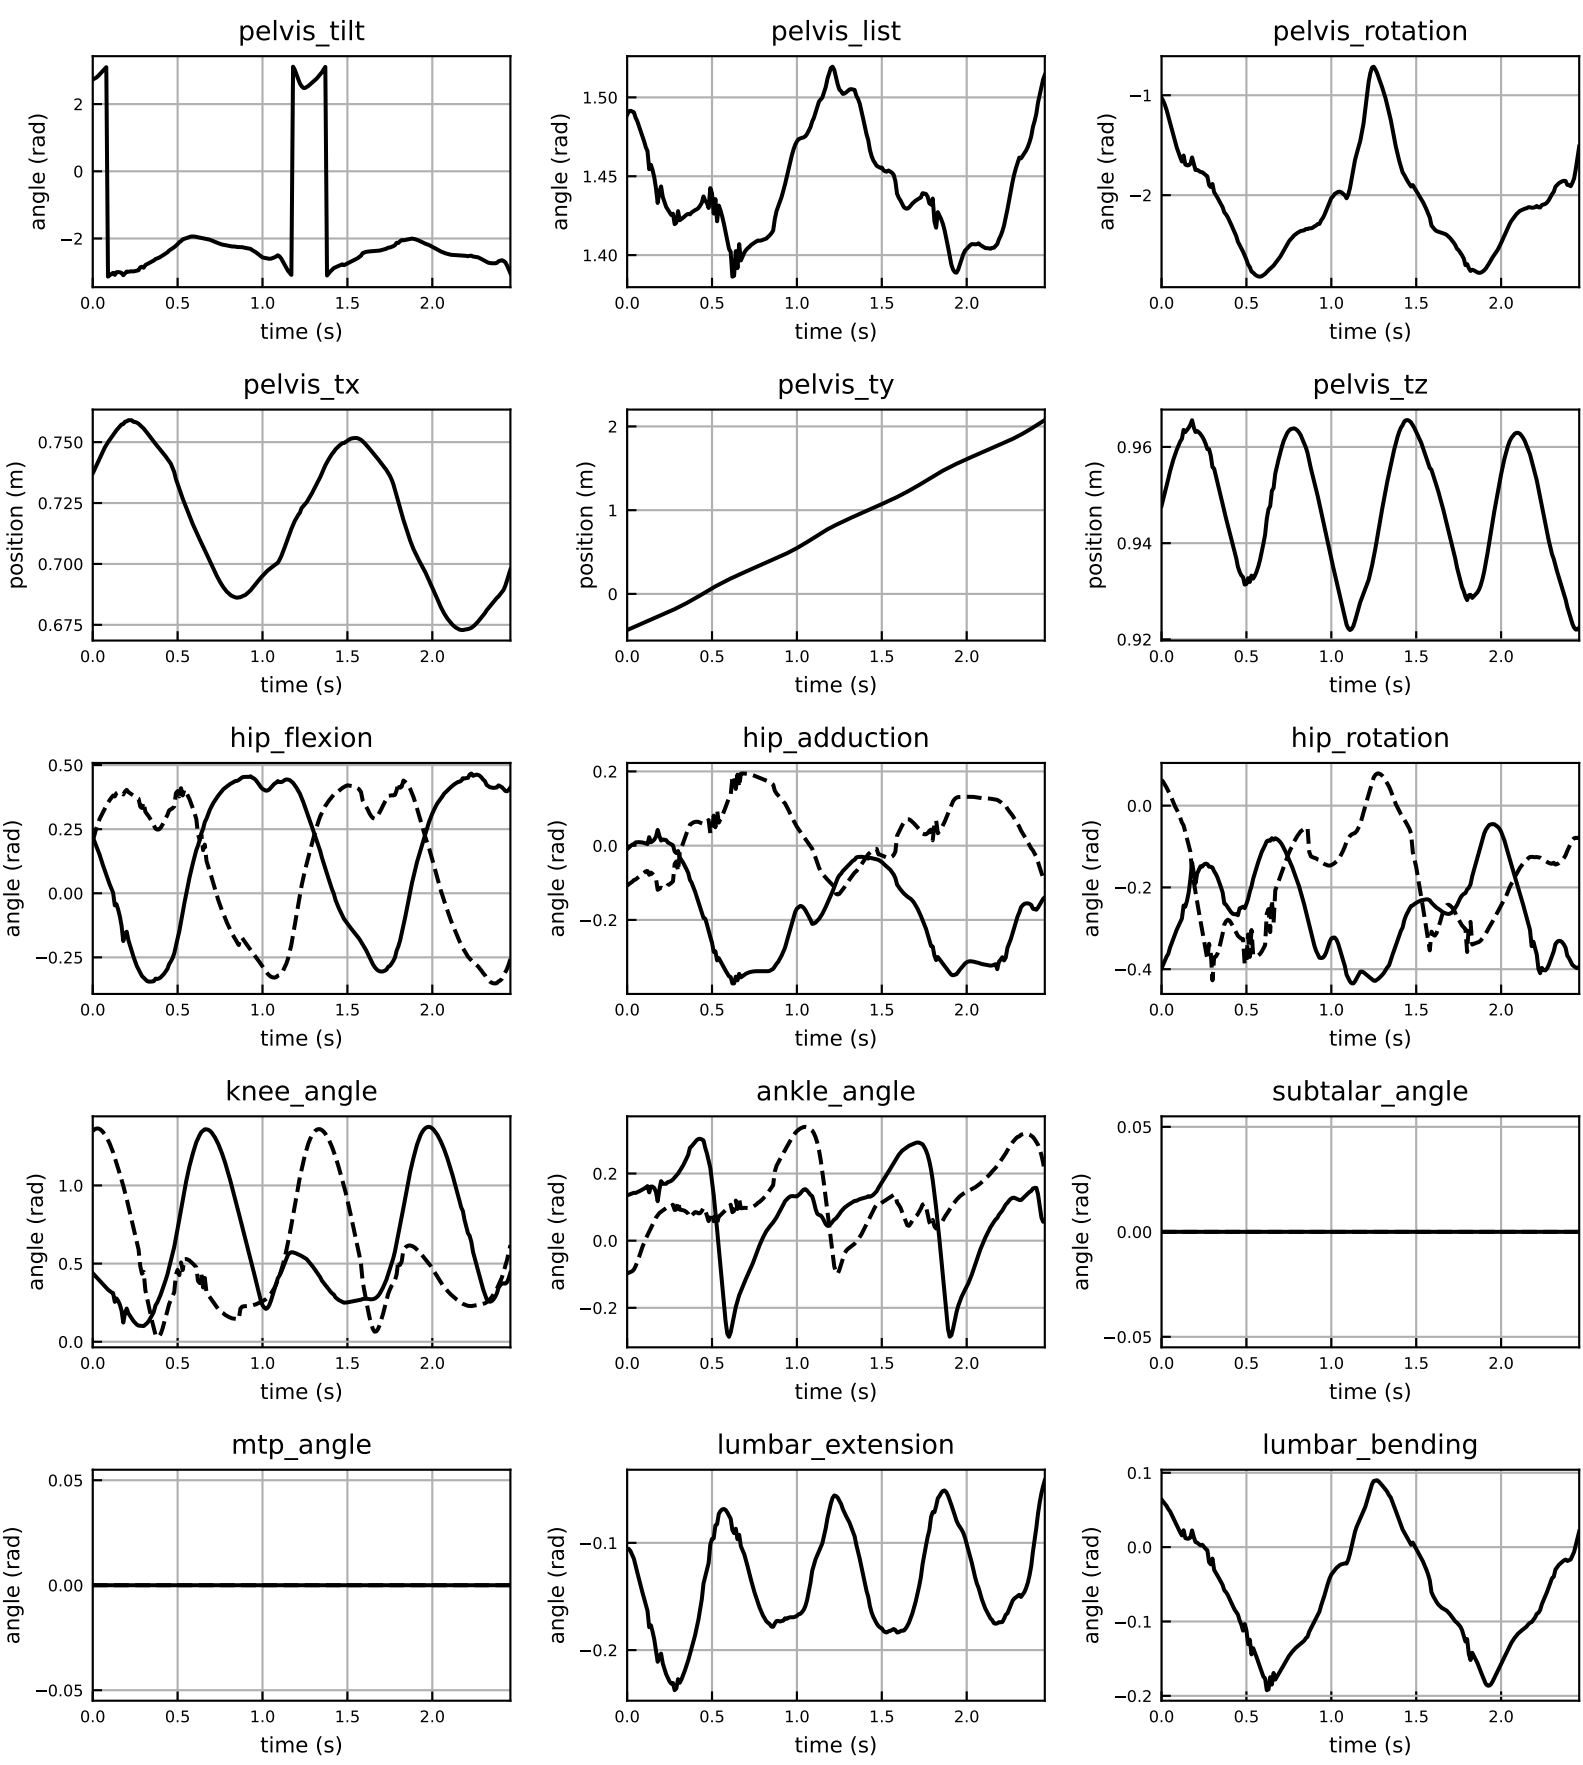 pelvis_tilt
angle (rad)
2
0
−2
0.0 0.5 1.0 1.5 2.0
time (s)
pelvis_list
angle (rad)
1.50
1.45
1.40
0.0 0.5 1.0 1.5 2.0
time (s)
pelvis_rotation
angle (rad)
−1
−2
0.0 0.5 1.0 1.5 2.0
time (s)
pelvis_tx
position (m)
0.750
0.725
0.700
0.675
0.0 0.5 1.0 1.5 2.0
time (s)
pelvis_ty
position (m)
2
1
0
0.0 0.5 1.0 1.5 2.0
time (s)
pelvis_tz
position (m)
0.96
0.94
0.92
0.0 0.5 1.0 1.5 2.0
time (s)
hip_flexion
angle (rad)
0.50
0.25
0.00
−0.25
0.0 0.5 1.0 1.5 2.0
time (s)
hip_adduction
angle (rad)
0.2
0.0
−0.2
0.0 0.5 1.0 1.5 2.0
time (s)
hip_rotation
angle (rad)
0.0
−0.2
−0.4
0.0 0.5 1.0 1.5 2.0
time (s)
knee_angle
angle (rad)
1.0
0.5
0.0
0.0 0.5 1.0 1.5 2.0
time (s)
ankle_angle
angle (rad)
0.2
0.0
−0.2
0.0 0.5 1.0 1.5 2.0
time (s)
subtalar_angle
angle (rad)
0.05
0.00
−0.05
0.0 0.5 1.0 1.5 2.0
time (s)
mtp_angle
angle (rad)
0.05
0.00
−0.05
0.0 0.5 1.0 1.5 2.0
time (s)
lumbar_extension
angle (rad)
−0.1
−0.2
0.0 0.5 1.0 1.5 2.0
time (s)
lumbar_bending
angle (rad)
0.1
0.0
−0.1
−0.2
0.0 0.5 1.0 1.5 2.0
time (s)